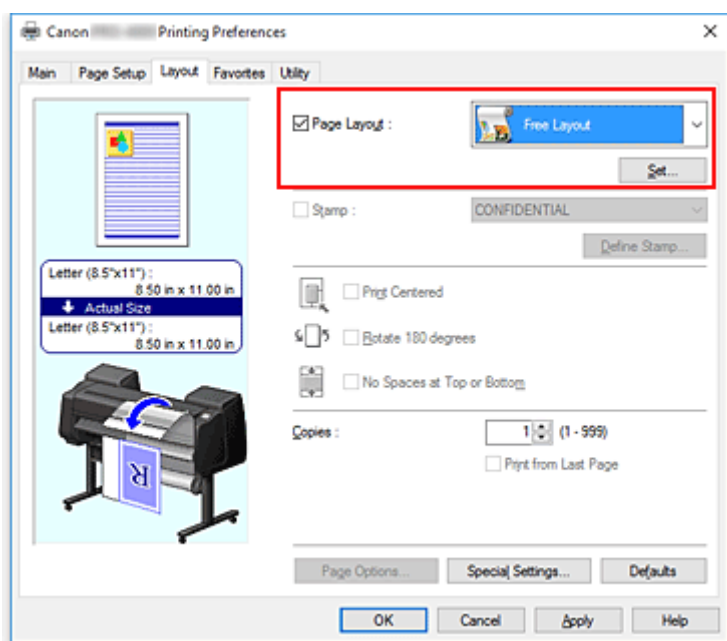 Canon Printing Preferences
Main Page Setup Layout Favorites Utility
Page Layout : Free Layout
Set...
Stamp : CONFIDENTIAL
Define Stamp...
Letter (8.5"x11") :
8.50 in x 11.00 in
Actual Size
Letter (8.5"x11") :
8.50 in x 11.00 in
Print Centered
Rotate 180 degrees
No Spaces at Top or Bottom
Copies : 1 (1 - 999)
Print from Last Page
R
Page Options... Special Settings... Defaults
OK Cancel Apply Help